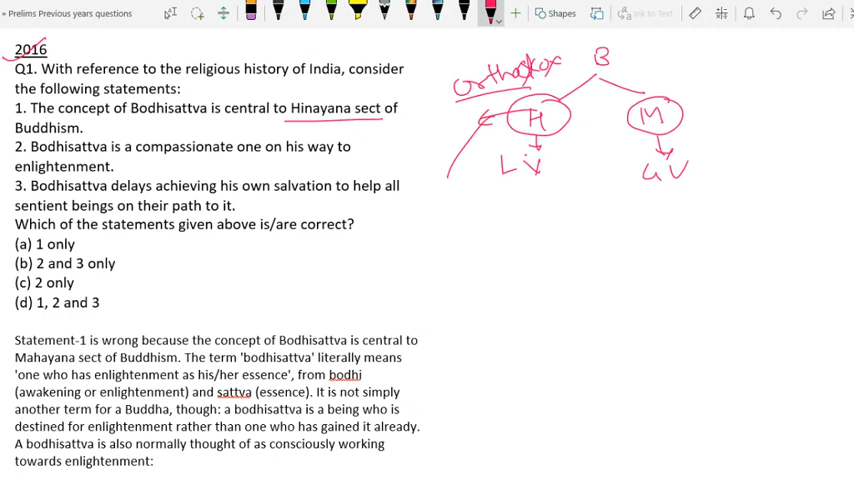 » Prelims Previous years questions
Shapes
Ink to Text
2016
Q1. With reference to the religious history of India, consider
the following statements:
1. The concept of Bodhisattva is central to Hinayana sect of
Buddhism.
2. Bodhisattva is a compassionate one on his way to
enlightenment.
3. Bodhisattva delays achieving his own salvation to help all
sentient beings on their path to it.
Which of the statements given above is/are correct?
(a) 1 only
(b) 2 and 3 only
(c) 2 only
(d) 1, 2 and 3
Statement-1 is wrong because the concept of Bodhisattva is central to
Mahayana sect of Buddhism. The term 'bodhisattva' literally means
'one who has enlightenment as his/her essence', from bodhi
(awakening or enlightenment) and sattva (essence). It is not simply
another term for a Buddha, though: a bodhisattva is a being who is
destined for enlightenment rather than one who has gained it already.
A bodhisattva is also normally thought of as consciously working
towards enlightenment:
B
Orthodox
H
M
L V
G V